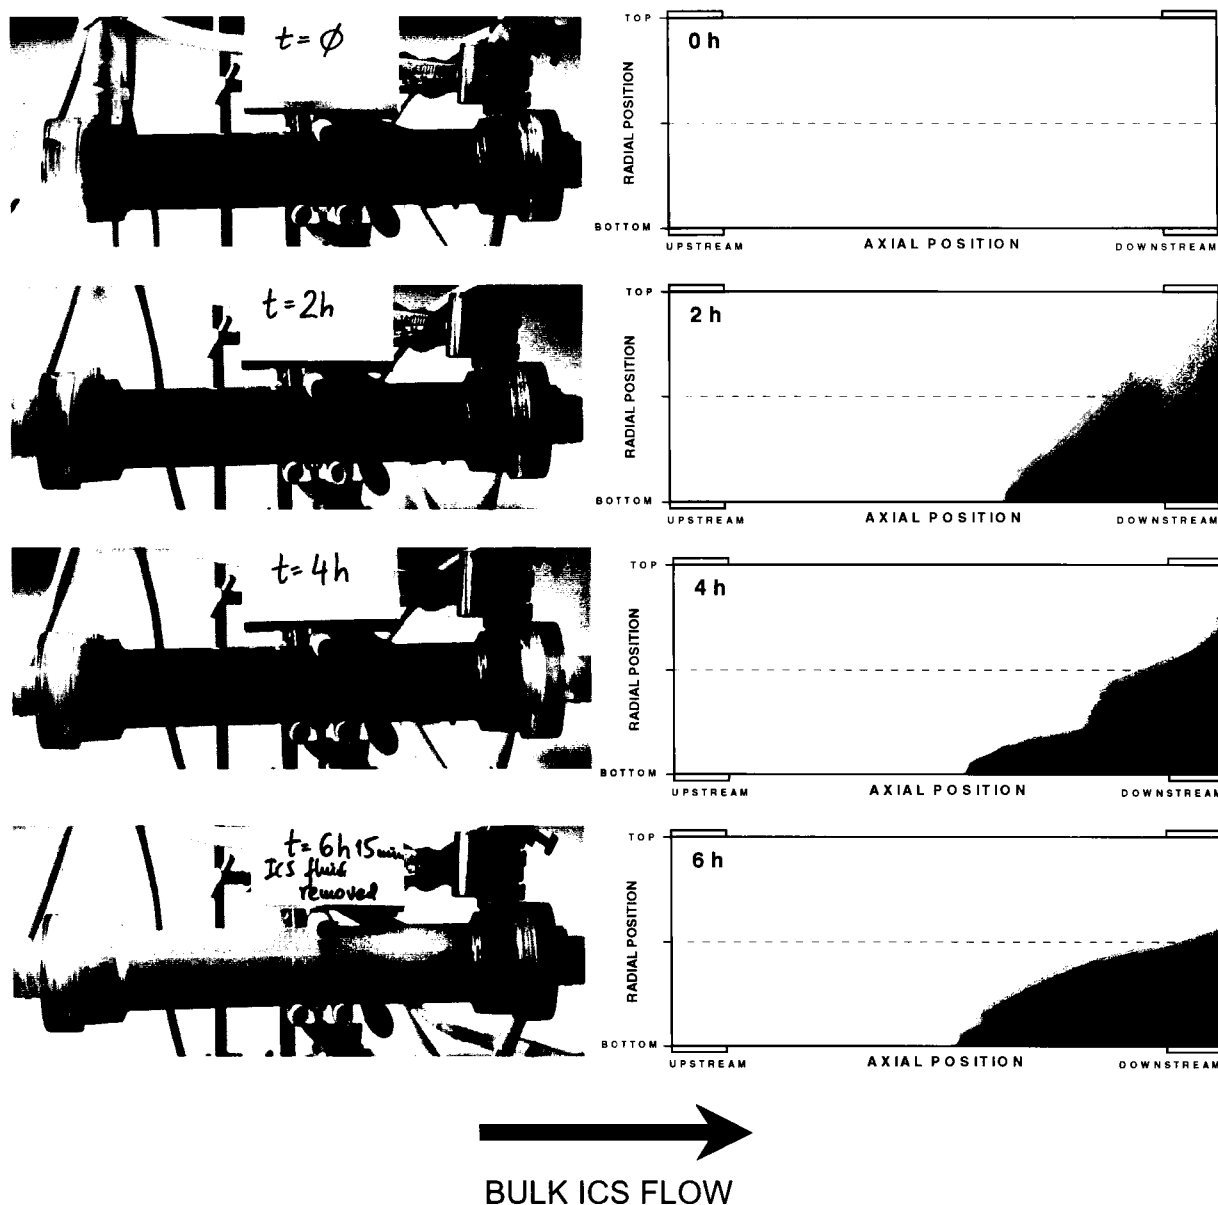 t=Ø
TOP
0 h
RADIAL POSITION
BOTTOM
UPSTREAM
AXIAL POSITION
DOWNSTREAM
t=2h
TOP
2 h
RADIAL POSITION
BOTTOM
UPSTREAM
AXIAL POSITION
DOWNSTREAM
t=4h
TOP
4 h
RADIAL POSITION
BOTTOM
UPSTREAM
AXIAL POSITION
DOWNSTREAM
t=6h 15min
ICS fluid
removed
TOP
6 h
RADIAL POSITION
BOTTOM
UPSTREAM
AXIAL POSITION
DOWNSTREAM
BULK ICS FLOW